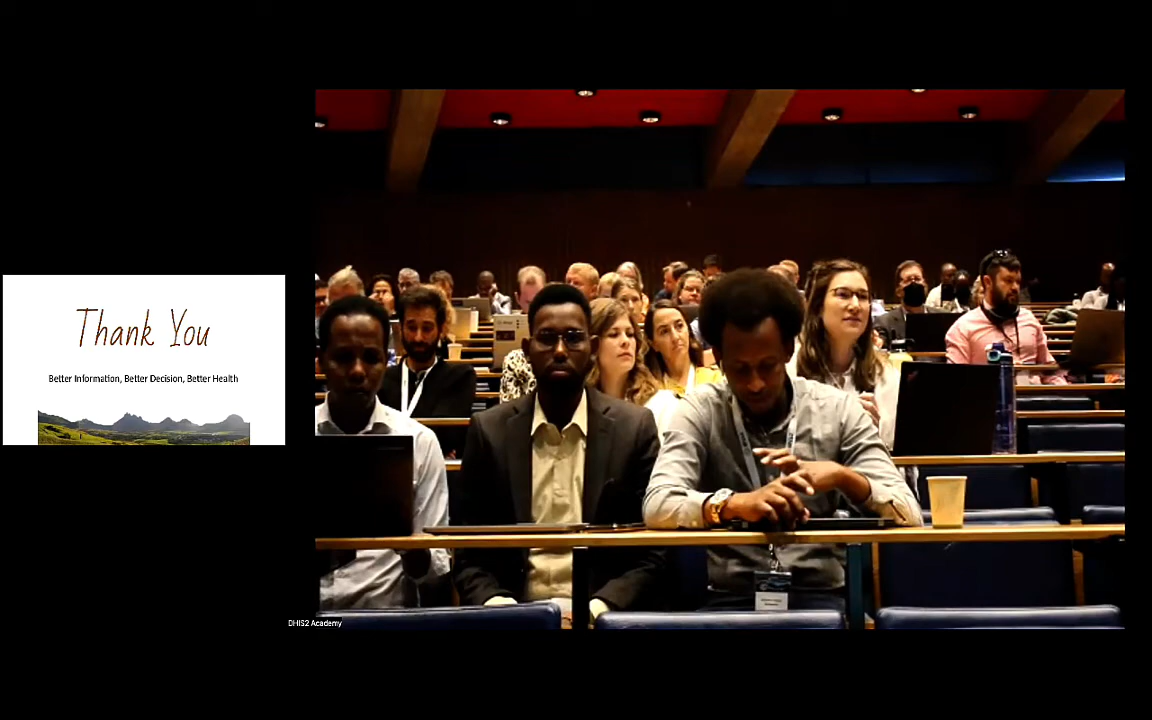 Thank You
Better Information, Better Decision, Better Health
DHIS2 Academy